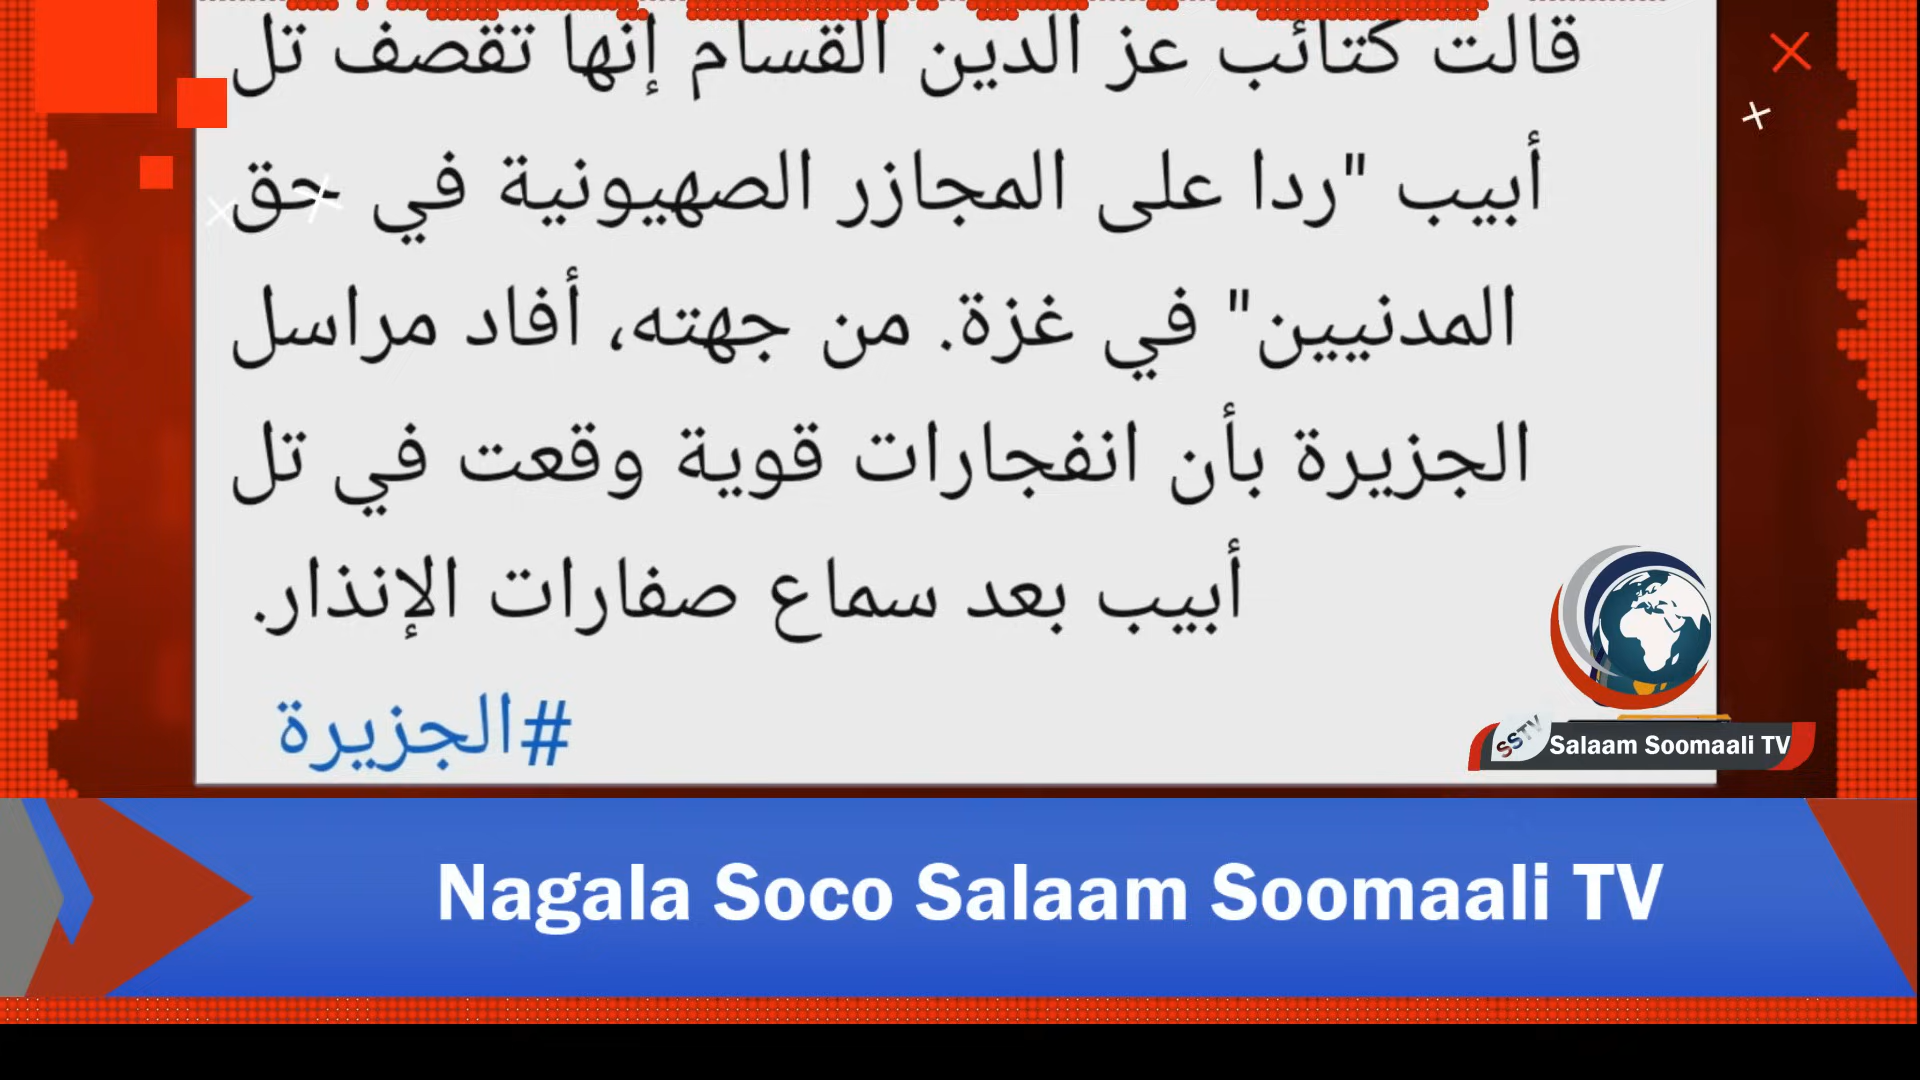 قالت كتائب عز الدين القسام إنها تقصف تل
أبيب "ردا على المجازر الصهيونية في حق
المدنيين" في غزة. من جهته، أفاد مراسل
الجزيرة بأن انفجارات قوية وقعت في تل
أبيب بعد سماع صفارات الإنذار.
#الجزيرة
SSTV Salaam Soomaali TV
Nagala Soco Salaam Soomaali TV